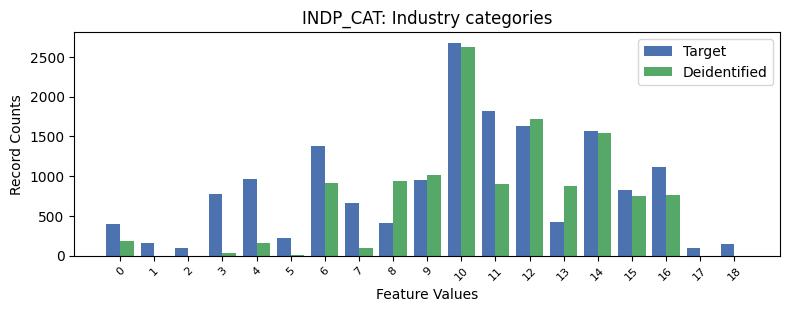 INDP_CAT: Industry categories
Target
Deidentified
Record Counts
2500
2000
1500
1000
500
0
0 1 2 3 4 5 6 7 8 9 10 11 12 13 14 15 16 17 18
Feature Values